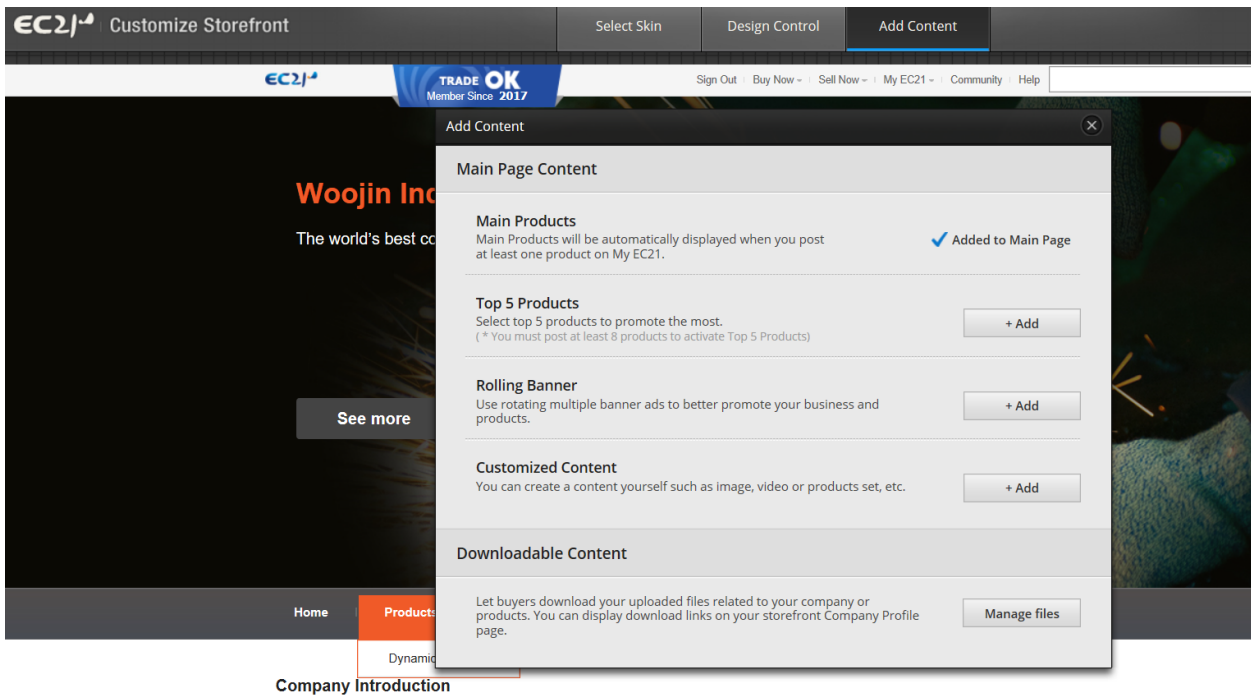 EC21 Customize Storefront
Select Skin
Design Control
Add Content
EC21
TRADE OK
Member Since 2017
Sign Out
Buy Now
Sell Now
My EC21
Community
Help
Add Content
Main Page Content
Woojin
The world's best
See more
Main Products
Main Products will be automatically displayed when you post
at least one product on My EC21.
Added to Main Page
Top 5 Products
Select top 5 products to promote the most.
( * You must post at least 8 products to activate Top 5 Products)
+ Add
Rolling Banner
Use rotating multiple banner ads to better promote your business and
products.
+ Add
Customized Content
You can create a content yourself such as image, video or products set, etc.
+ Add
Downloadable Content
Let buyers download your uploaded files related to your company or
products. You can display download links on your storefront Company Profile
page.
Manage files
Home
Products
Dynamic
Company Introduction